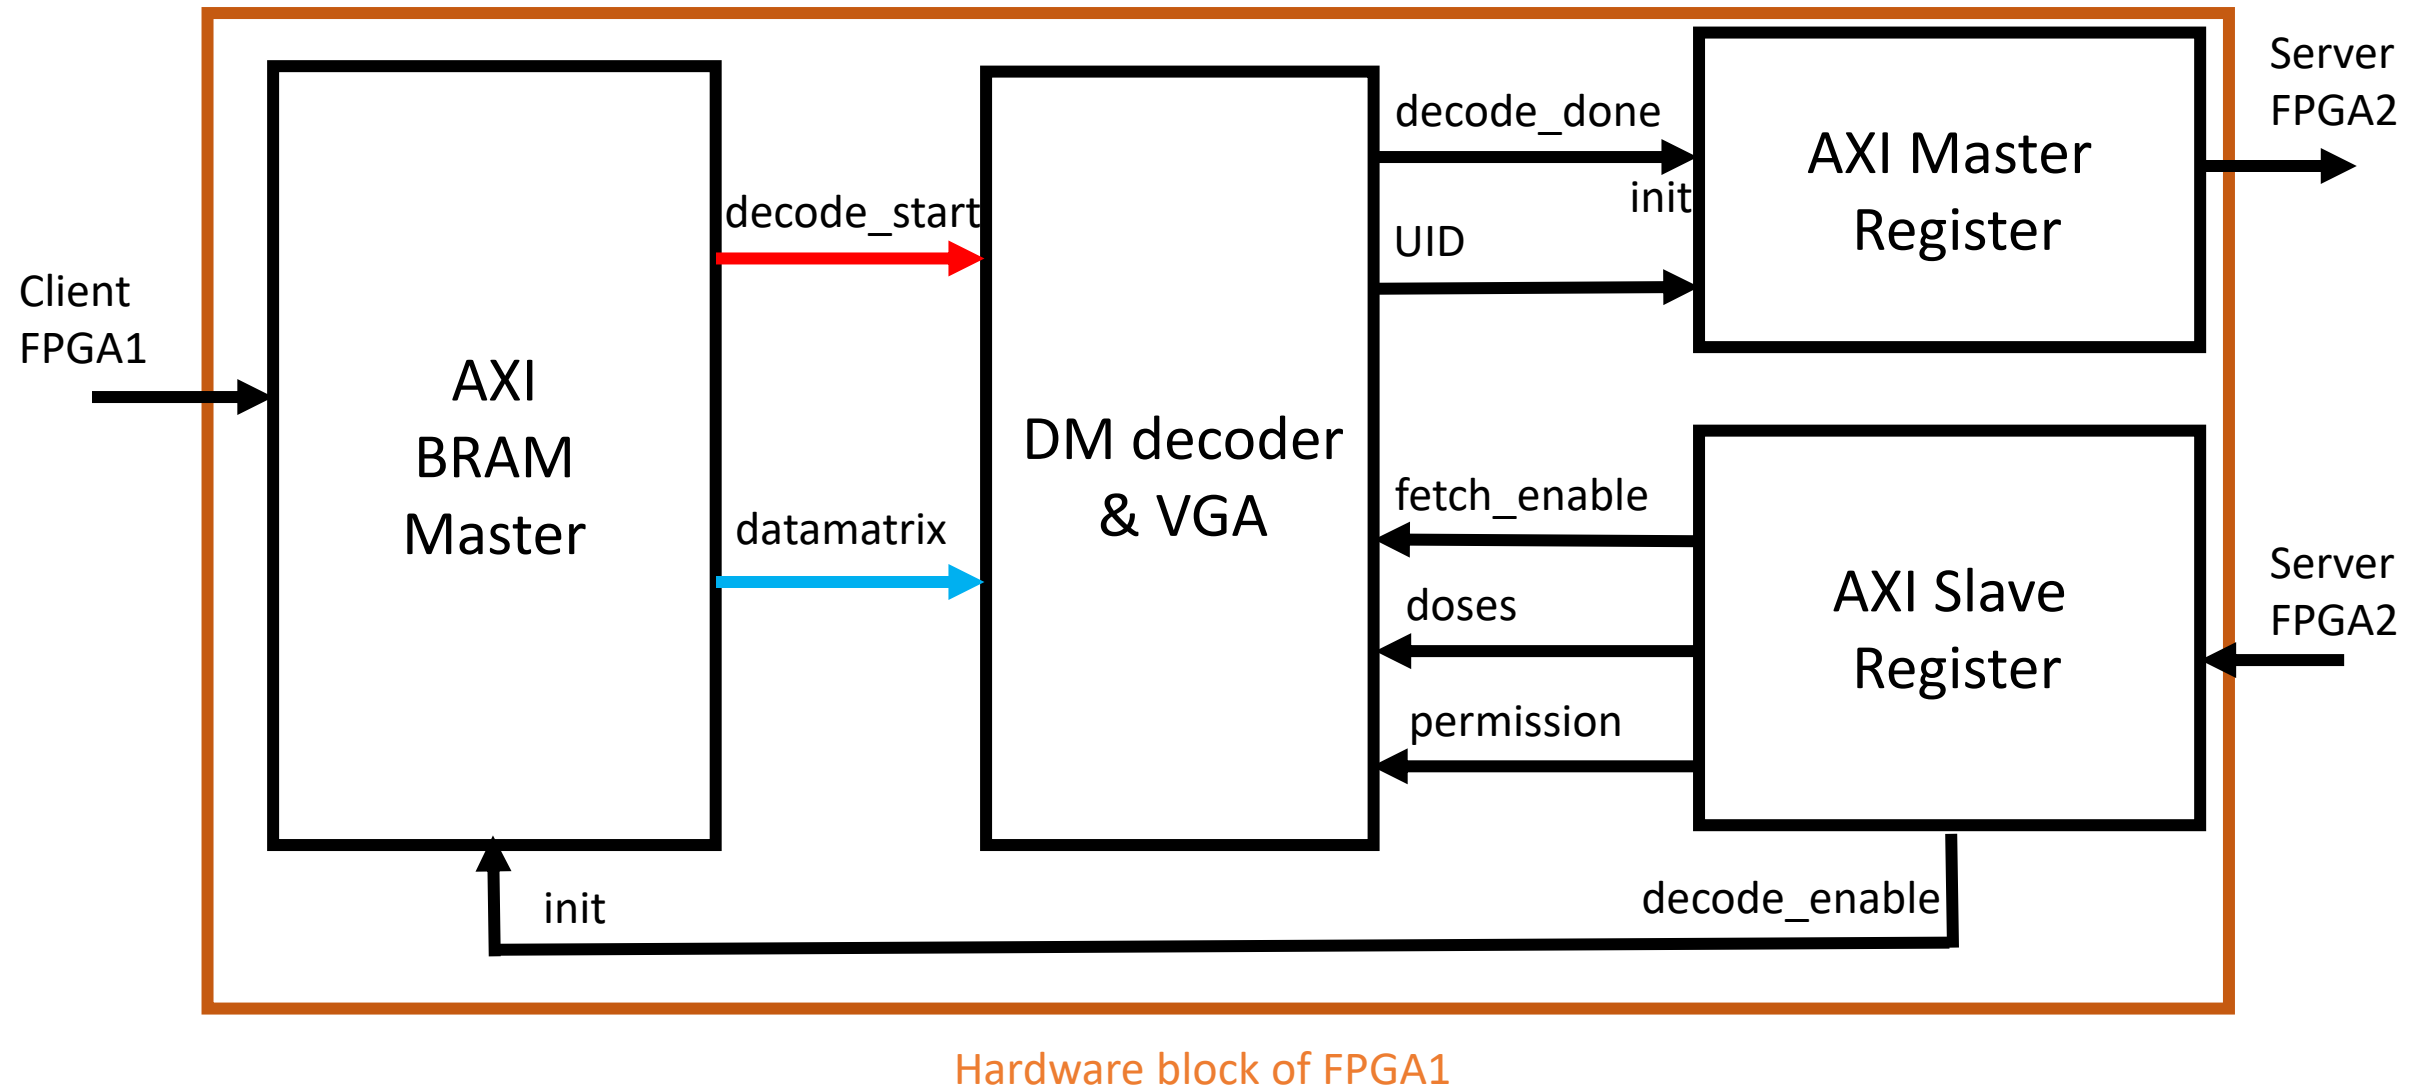 Client
FPGA1
AXI
BRAM
Master
decode_start
datamatrix
DM decoder
& VGA
decode_done
init
UID
AXI Master
Register
Server
FPGA2
fetch_enable
doses
permission
AXI Slave
Register
Server
FPGA2
init
decode_enable
Hardware block of FPGA1